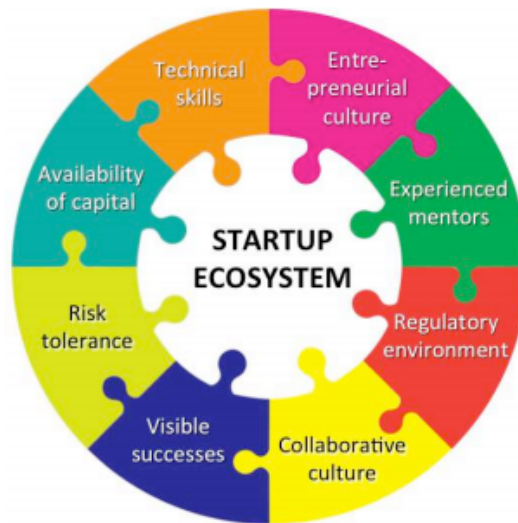 Technical
skills
Entre-
preneurial
culture
Experienced
mentors
Regulatory
environment
Collaborative
culture
Visible
successes
Risk
tolerance
Availability
of capital
STARTUP
ECOSYSTEM